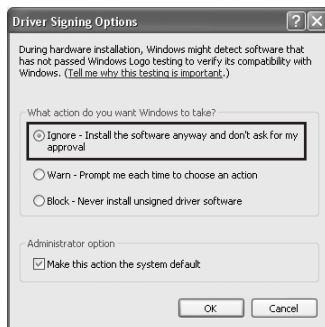 Driver Signing Options
During hardware installation, Windows might detect software that
has not passed Windows Logo testing to verify its compatibility with
Windows. (Tell me why this testing is important.)
What action do you want Windows to take?
Ignore - Install the software anyway and don't ask for my
approval
Warn - Prompt me each time to choose an action
Block - Never install unsigned driver software
Administrator option
Make this action the system default
OK Cancel